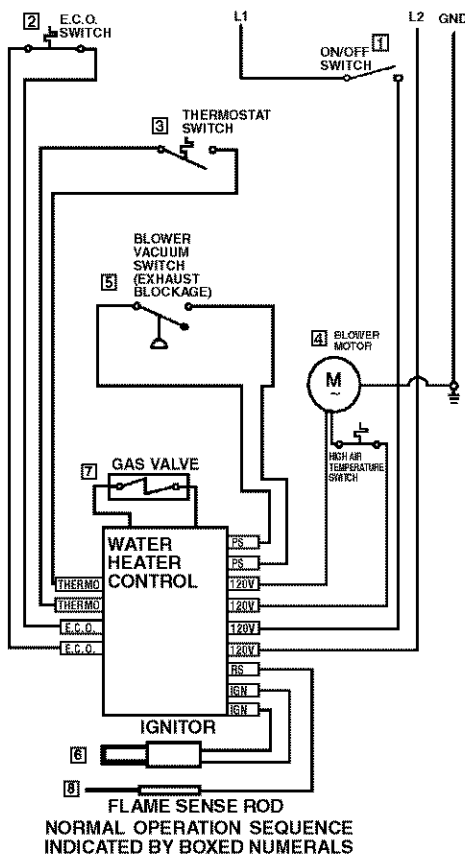 L1
L2
GND
2
E.C.O.
SWITCH
1
ON/OFF
SWITCH
3
THERMOSTAT
SWITCH
5
BLOWER
VACUUM
SWITCH
(EXHAUST
BLOCKAGE)
4
BLOWER
MOTOR
M
~
HIGH AIR
TEMPERATURE
SWITCH
7
GAS VALVE
WATER
HEATER
CONTROL
THERMO
THERMO
E.C.O.
E.C.O.
PS
PS
120V
120V
120V
120V
RS
IGN
IGN
IGNITOR
6
8
FLAME SENSE ROD
NORMAL OPERATION SEQUENCE
INDICATED BY BOXED NUMERALS